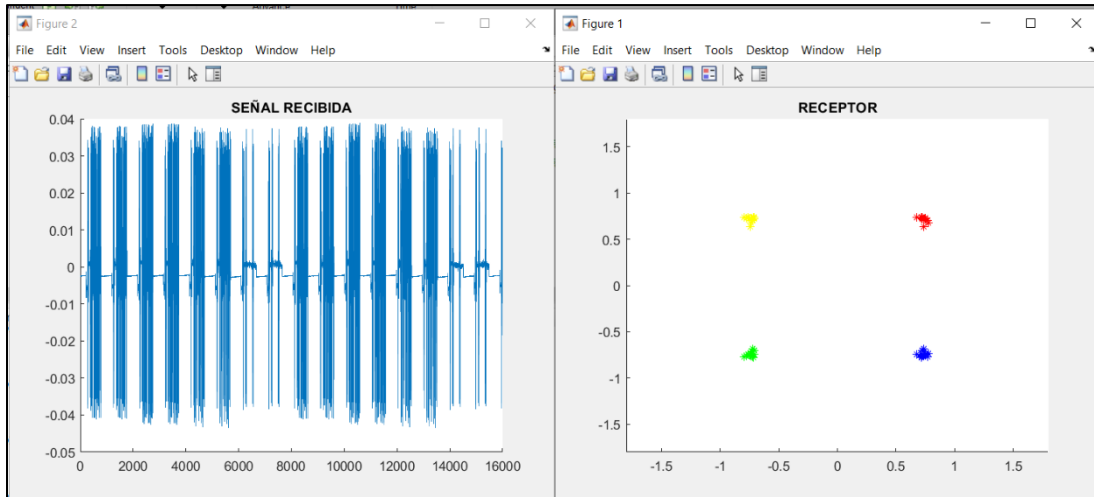 Figure 2
File Edit View Insert Tools Desktop Window Help
SEÑAL RECIBIDA
0.04
0.03
0.02
0.01
0
-0.01
-0.02
-0.03
-0.04
-0.05
0 2000 4000 6000 8000 10000 12000 14000 16000
Figure 1
File Edit View Insert Tools Desktop Window Help
RECEPTOR
1.5
1
0.5
0
-0.5
-1
-1.5
-1.5 -1 -0.5 0 0.5 1 1.5